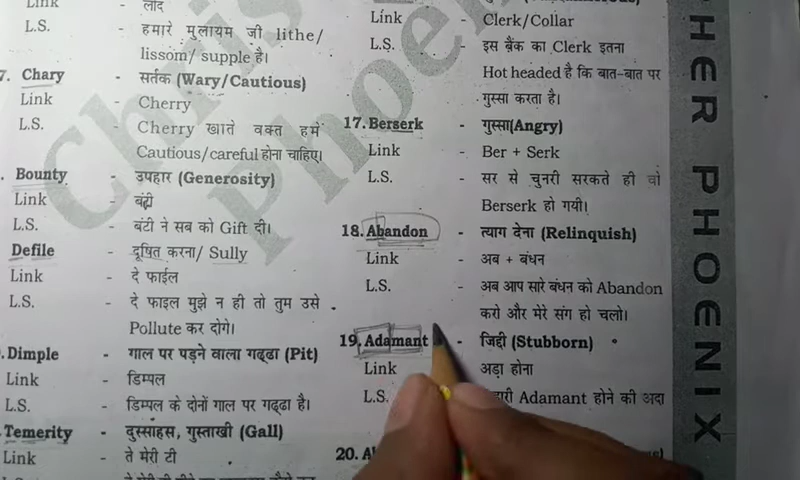 Link - लोद
L.S. - हमारे मुलायम जी lithe/
lissom/ supple है।
7. Chary - सर्तक (Wary/Cautious)
Link - Cherry
L.S. - Cherry खाते वक्त हमें
Cautious/careful होना चाहिए।
. Bounty - उपहार (Generosity)
Link - बंटी
L.S. - बंटी ने सब को Gift दी।
Defile - दूषित करना/ Sully
Link - दे फाईल
L.S. - दे फाइल मुझे न ही तो तुम उसे
Pollute कर दोगे।
. Dimple - गाल पर पड़ने वाला गढ्ढा (Pit)
Link - डिम्पल
L.S. - डिम्पल के दोनों गाल पर गढ्ढा है।
Temerity - दुस्साहस, गुस्ताखी (Gall)
Link - ते मेरी टी
Link - Clerk/Collar
L.S. - इस बैंक का Clerk इतना
Hot headed है कि बात-बात पर
गुस्सा करता है।
17. Berserk - गुस्सा(Angry)
Link - Ber + Serk
L.S. - सर से चुनरी सरकते ही वो
Berserk हो गयी।
18. Abandon - त्याग देना (Relinquish)
Link - अब + बंधन
L.S. - अब आप सारे बंधन को Abandon
करो और मेरे संग हो चलो।
19. Adamant - जिद्दी (Stubborn)
Link - अड़ा होना
L.S. Adamant होने की अदा
20.
HER PHOENIX
Chris
Phoen